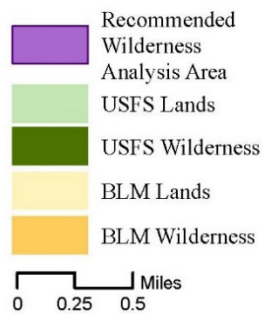 Recommended
Wilderness
Analysis Area
USFS Lands
USFS Wilderness
BLM Lands
BLM Wilderness
Miles
0 0.25 0.5